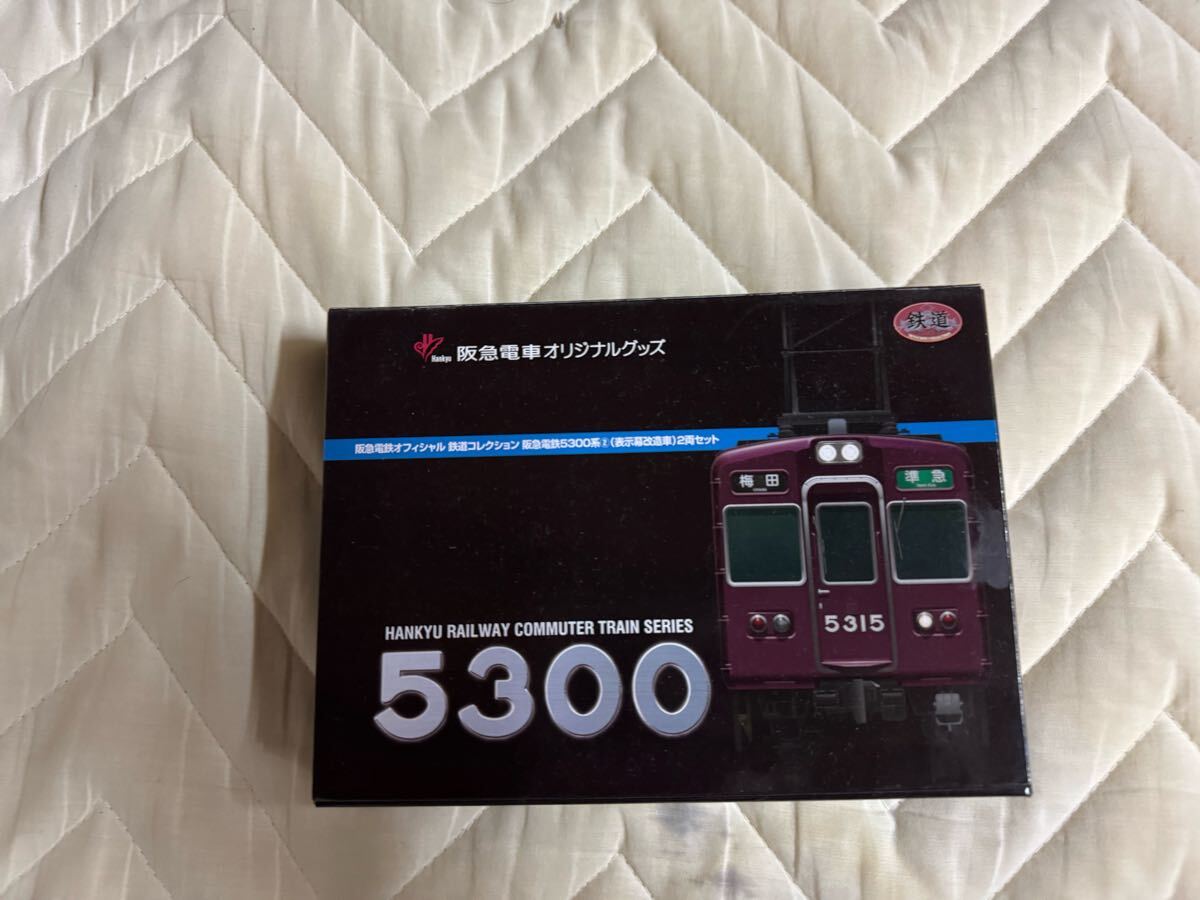 Hankyu 阪急電車オリジナルグッズ
鉄道
阪急電鉄オフィシャル 鉄道コレクション 阪急電鉄5300系②(表示幕改造車)2両セット
梅田
準急
5315
HANKYU RAILWAY COMMUTER TRAIN SERIES
5300